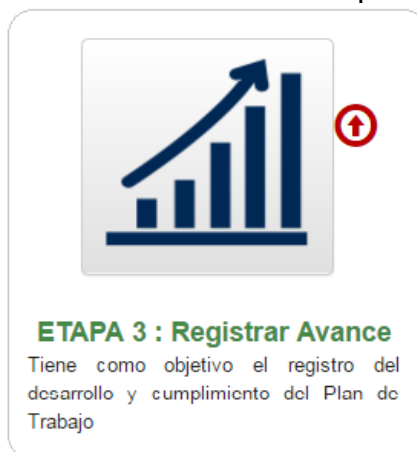 ETAPA 3 : Registrar Avance
Tiene como objetivo el registro del
desarrollo y cumplimiento del Plan de
Trabajo